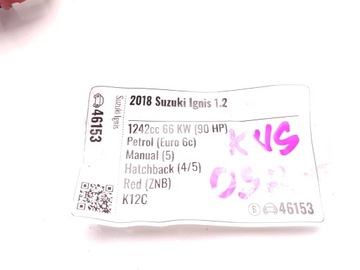 2018 Suzuki Ignis 1.2
Suzuki Ignis
46153
1242cc 66 KW (90 HP)
Petrol (Euro 6c)
Manual (5)
Hatchback (4/5)
Red (ZNB)
K12C
KVS
6 46153